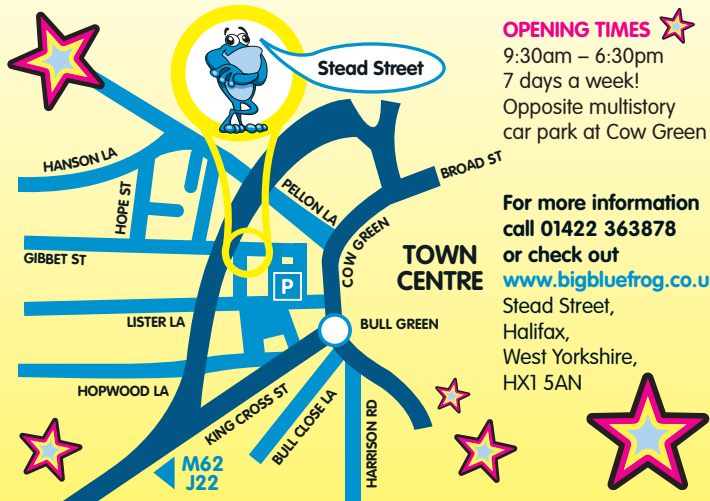 Stead Street
HANSON LA
HOPE ST
GIBBET ST
LISTER LA
HOPWOOD LA
PELLON LA
COW GREEN
BROAD ST
TOWN
CENTRE
P
BULL GREEN
KING CROSS ST
BULL CLOSE LA
HARRISON RD
M62
J22
OPENING TIMES
9:30am – 6:30pm
7 days a week!
Opposite multistory
car park at Cow Green
For more information
call 01422 363878
or check out
www.bigbluefrog.co.u
Stead Street,
Halifax,
West Yorkshire,
HX1 5AN